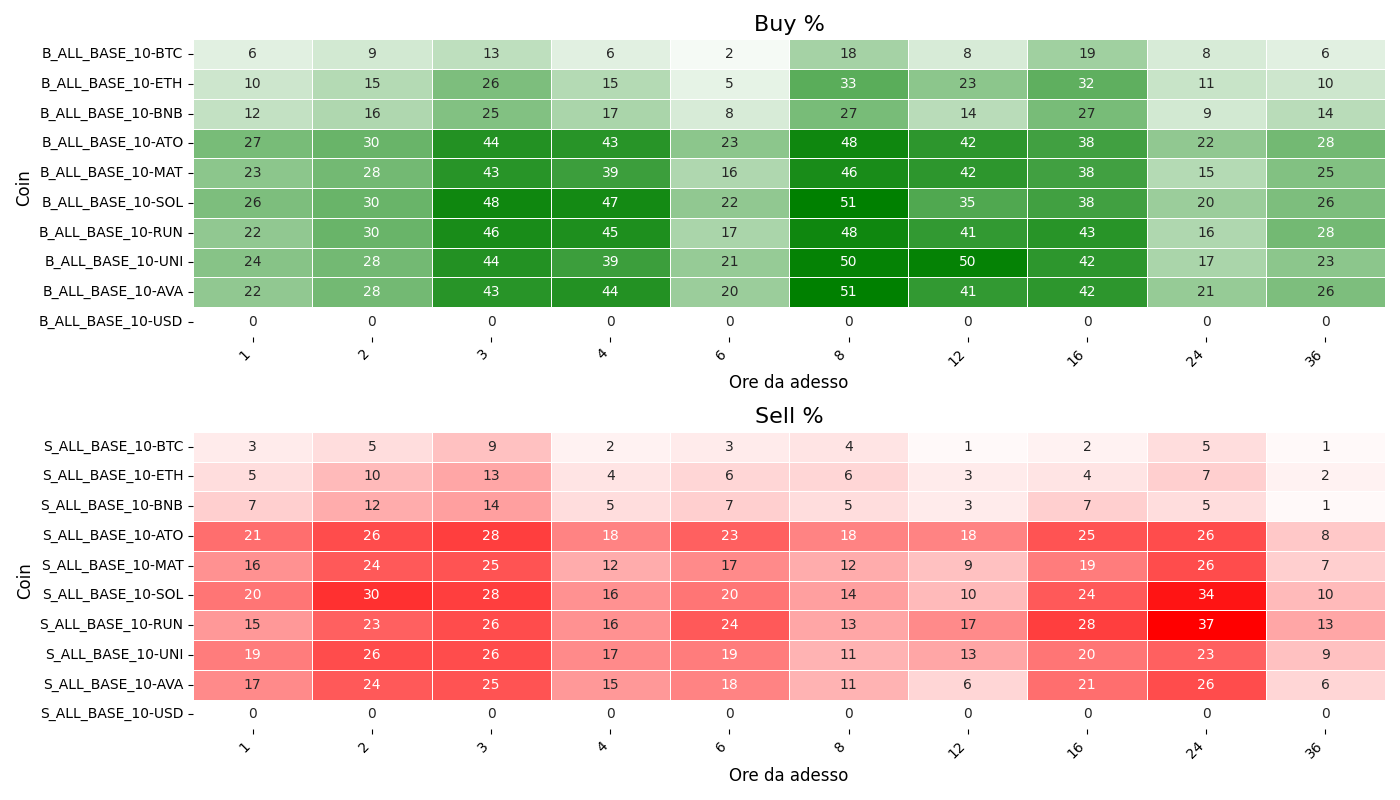 Buy %
Coin
B_ALL_BASE_10-BTC 6 9 13 6 2 18 8 19 8 6
B_ALL_BASE_10-ETH 10 15 26 15 5 33 23 32 11 10
B_ALL_BASE_10-BNB 12 16 25 17 8 27 14 27 9 14
B_ALL_BASE_10-ATO 27 30 44 43 23 48 42 38 22 28
B_ALL_BASE_10-MAT 23 28 43 39 16 46 42 38 15 25
B_ALL_BASE_10-SOL 26 30 48 47 22 51 35 38 20 26
B_ALL_BASE_10-RUN 22 30 46 45 17 48 41 43 16 28
B_ALL_BASE_10-UNI 24 28 44 39 21 50 50 42 17 23
B_ALL_BASE_10-AVA 22 28 43 44 20 51 41 42 21 26
B_ALL_BASE_10-USD 0 0 0 0 0 0 0 0 0 0
1 2 3 4 6 8 12 16 24 36
Ore da adesso
Sell %
Coin
S_ALL_BASE_10-BTC 3 5 9 2 3 4 1 2 5 1
S_ALL_BASE_10-ETH 5 10 13 4 6 6 3 4 7 2
S_ALL_BASE_10-BNB 7 12 14 5 7 5 3 7 5 1
S_ALL_BASE_10-ATO 21 26 28 18 23 18 18 25 26 8
S_ALL_BASE_10-MAT 16 24 25 12 17 12 9 19 26 7
S_ALL_BASE_10-SOL 20 30 28 16 20 14 10 24 34 10
S_ALL_BASE_10-RUN 15 23 26 16 24 13 17 28 37 13
S_ALL_BASE_10-UNI 19 26 26 17 19 11 13 20 23 9
S_ALL_BASE_10-AVA 17 24 25 15 18 11 6 21 26 6
S_ALL_BASE_10-USD 0 0 0 0 0 0 0 0 0 0
1 2 3 4 6 8 12 16 24 36
Ore da adesso